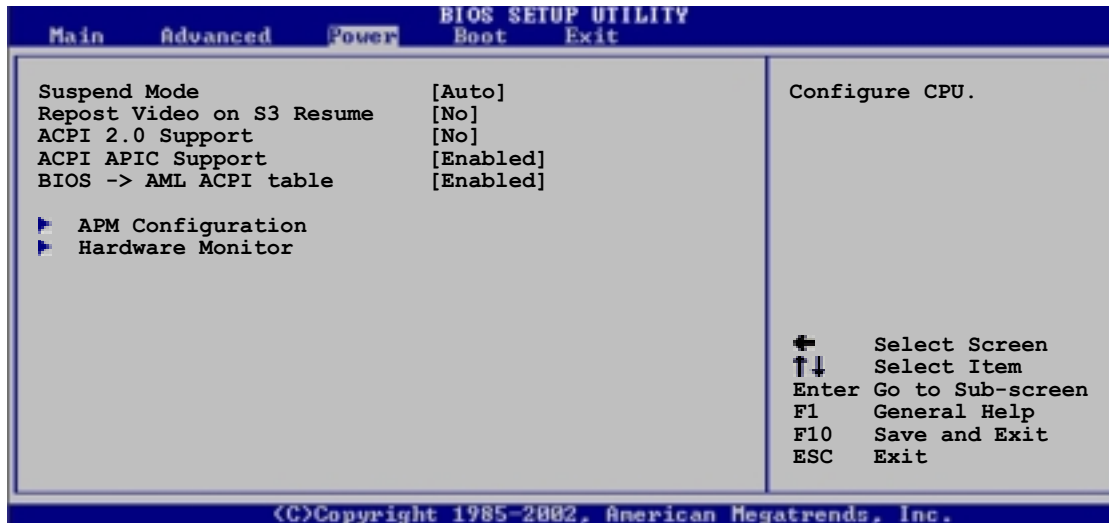 BIOS SETUP UTILITY
Main Advanced Power Boot Exit
Suspend Mode [Auto]
Repost Video on S3 Resume [No]
ACPI 2.0 Support [No]
ACPI APIC Support [Enabled]
BIOS -> AML ACPI table [Enabled]
APM Configuration
Hardware Monitor
Configure CPU.
← Select Screen
↑↓ Select Item
Enter Go to Sub-screen
F1 General Help
F10 Save and Exit
ESC Exit
(C)Copyright 1985-2002, American Megatrends, Inc.